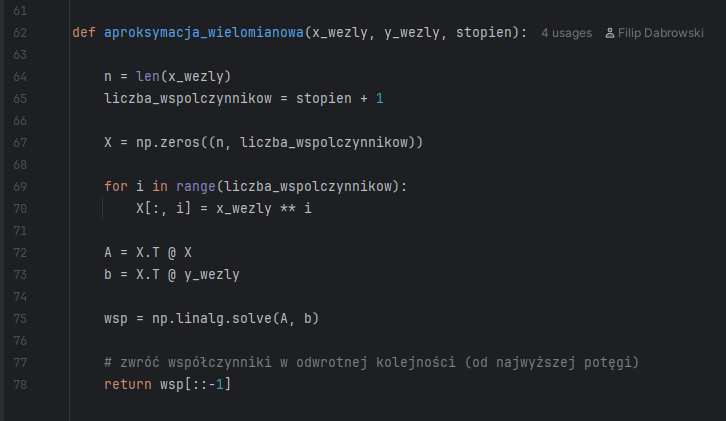 61
62 def aproksymacja_wielomianowa(x_wezly, y_wezly, stopien): 4 usages Filip Dabrowski
63
64 n = len(x_wezly)
65 liczba_wspolczynnikow = stopien + 1
66
67 X = np.zeros((n, liczba_wspolczynnikow))
68
69 for i in range(liczba_wspolczynnikow):
70 X[:, i] = x_wezly ** i
71
72 A = X.T @ X
73 b = X.T @ y_wezly
74
75 wsp = np.linalg.solve(A, b)
76
77 # zwróć współczynniki w odwrotnej kolejności (od najwyższej potęgi)
78 return wsp[::-1]